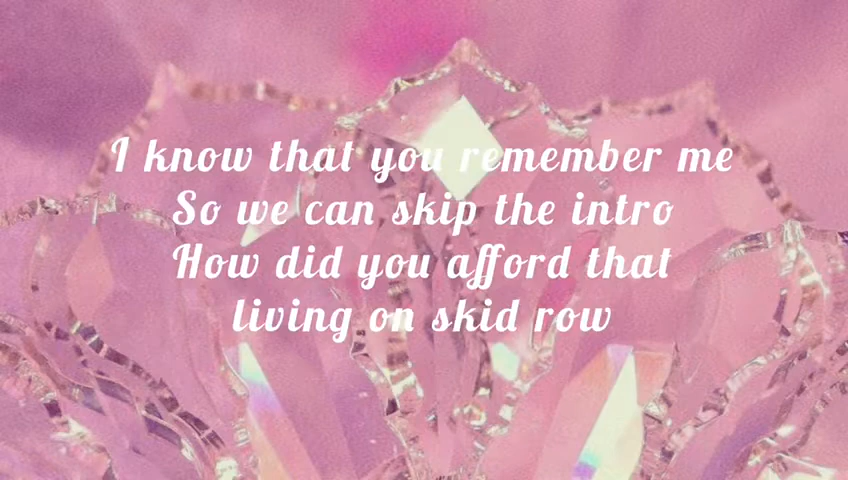 I know that you remember me
So we can skip the intro
How did you afford that
living on skid row